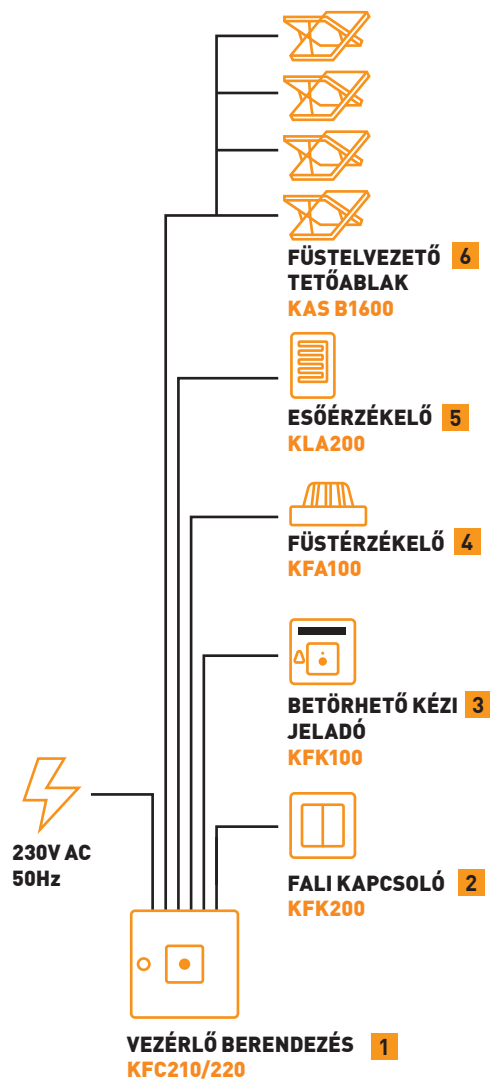 FÜSTELVEZETŐ 6
TETŐABLAK
KAS B1600
ESŐÉRZÉKELŐ 5
KLA200
FÜSTÉRZÉKELŐ 4
KFA100
BETÖRHETŐ KÉZI 3
JELADÓ
KFK100
230V AC
50Hz
FALI KAPCSOLÓ 2
KFK200
VEZÉRLŐ BERENDEZÉS 1
KFC210/220